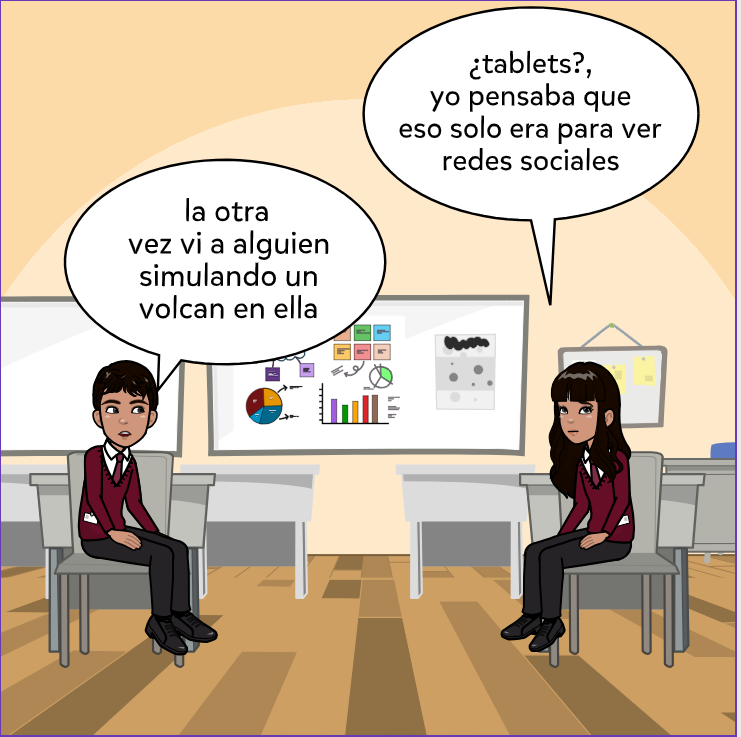 ¿tablets?,
yo pensaba que
eso solo era para ver
redes sociales
la otra
vez vi a alguien
simulando un
volcan en ella